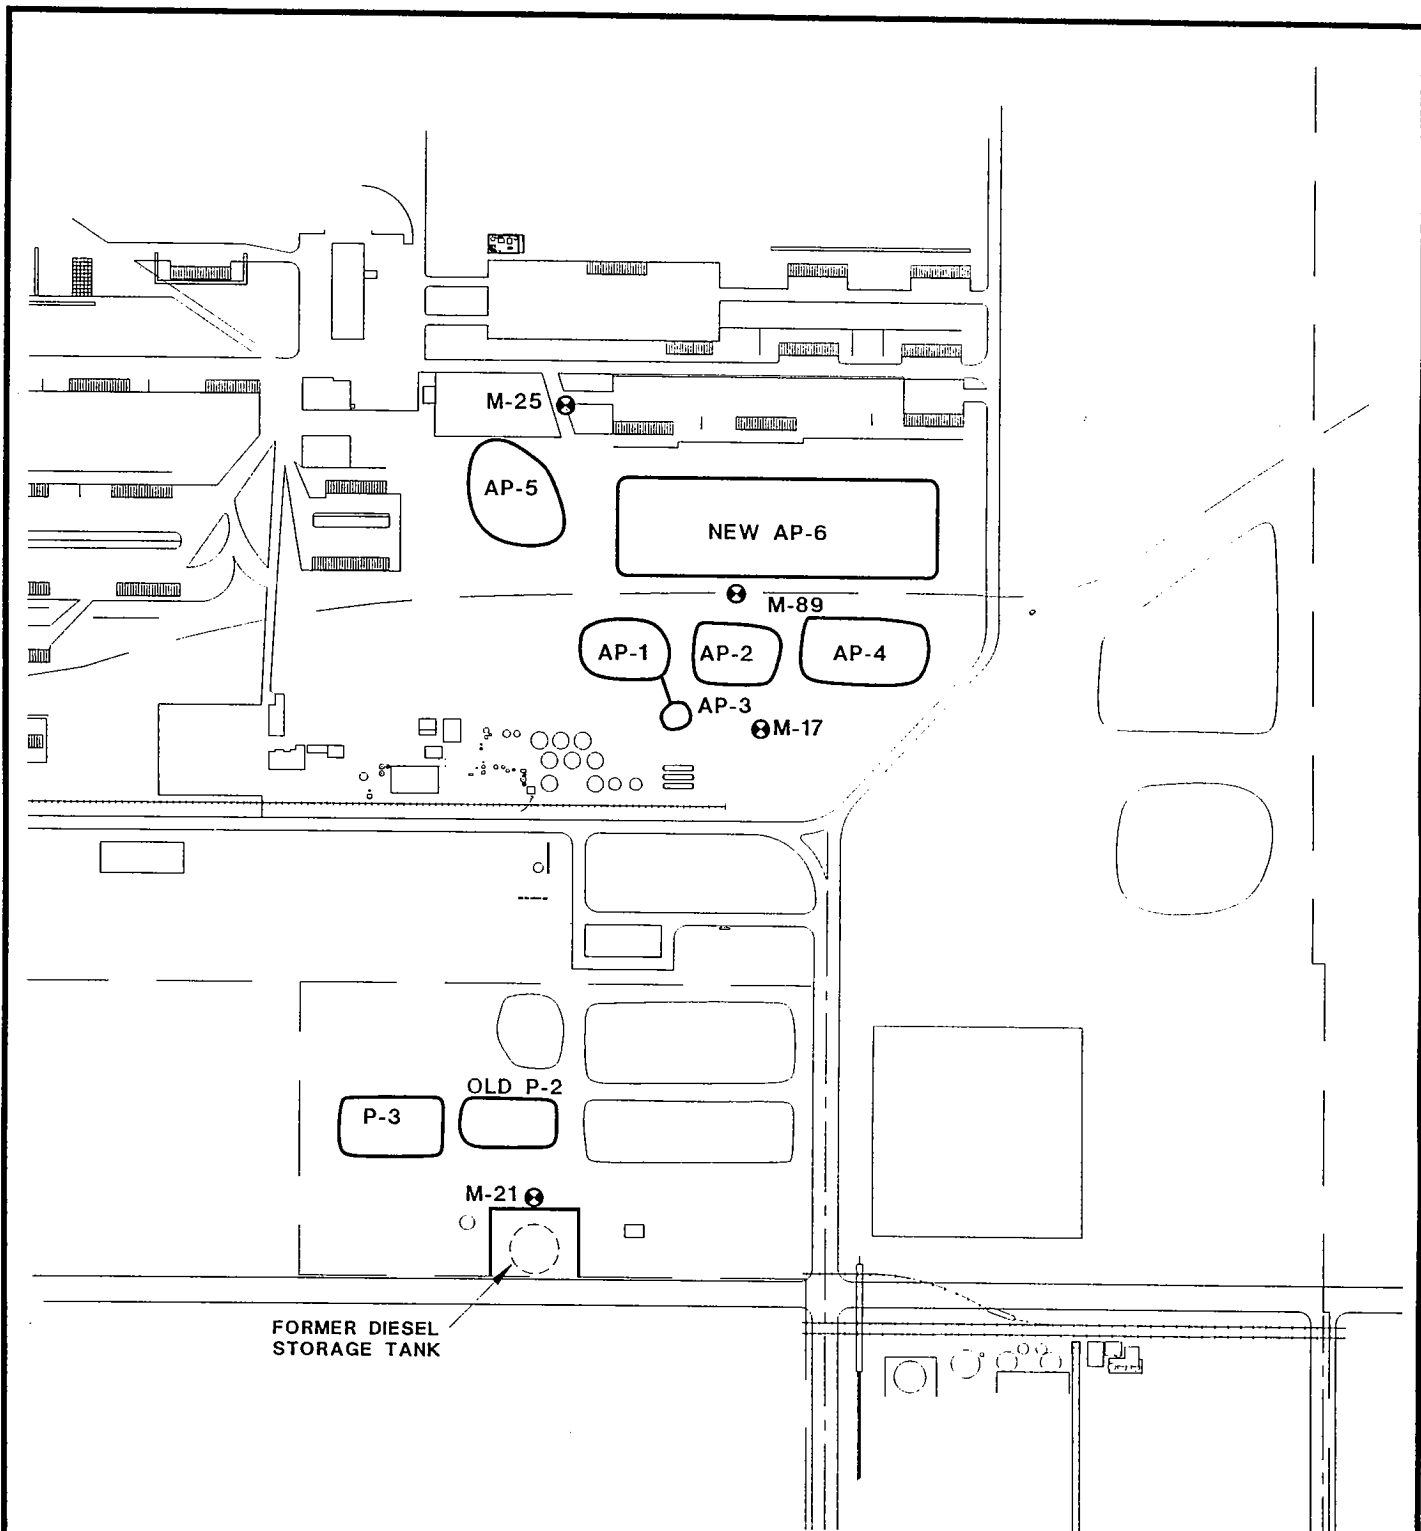 M-25
AP-5
NEW AP-6
M-89
AP-1
AP-2
AP-4
AP-3
M-17
OLD P-2
P-3
M-21
FORMER DIESEL
STORAGE TANK